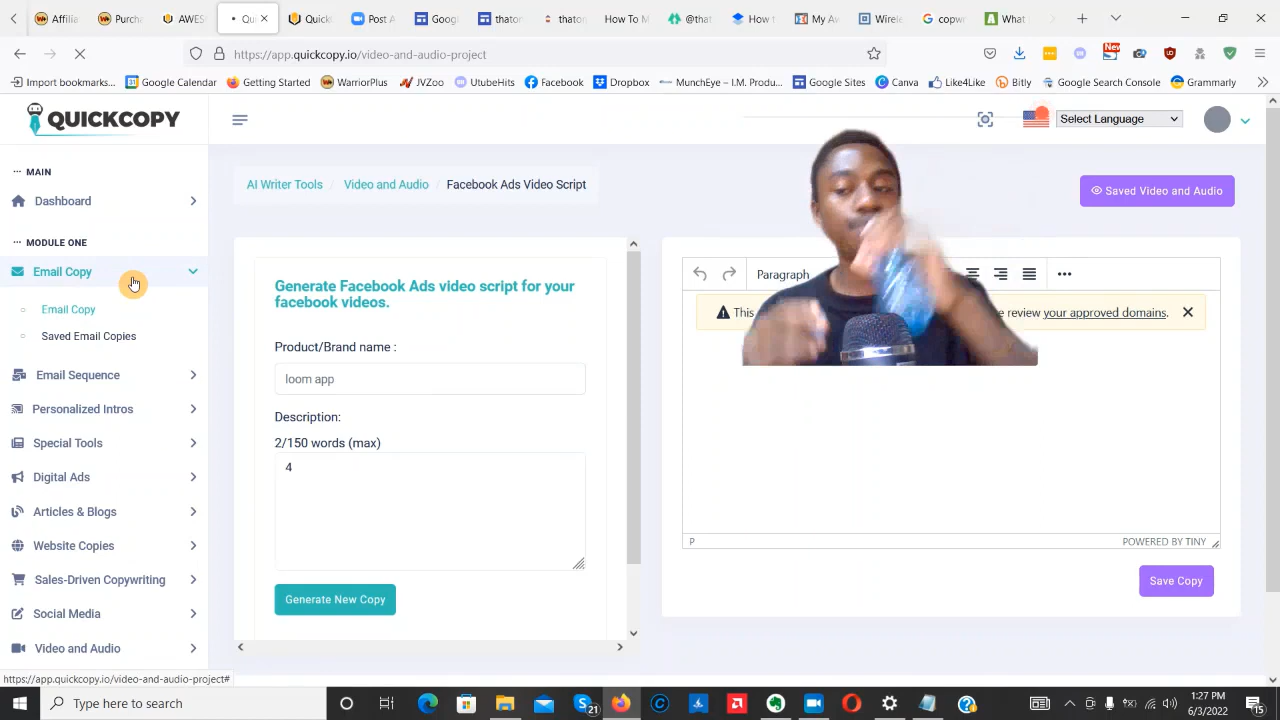 Affilia
Purcha
AWES
Qu
Quick
Post A
Goog
thaton
thator
How To M
@that
How i
My Aw
Wirele
copw
What
https://app.quickcopy.io/video-and-audio-project
New
Import bookmarks...
Google Calendar
Getting Started
WarriorPlus
JVZoo
UtubeHits
Facebook
Dropbox
MunchEye — I.M. Produ...
Google Sites
Canva
Like4Like
Bitly
Google Search Console
Grammarly
QUICKCOPY
Select Language
MAIN
Dashboard
MODULE ONE
Email Copy
Email Copy
Saved Email Copies
Email Sequence
Personalized Intros
Special Tools
Digital Ads
Articles & Blogs
Website Copies
Sales-Driven Copywriting
Social Media
Video and Audio
https://app.quickcopy.io/video-and-audio-project#
AI Writer Tools / Video and Audio / Facebook Ads Video Script
Saved Video and Audio
Generate Facebook Ads video script for your
facebook videos.
Product/Brand name :
loom app
Description:
2/150 words (max)
4
Generate New Copy
Paragraph
This
e review your approved domains.
P
POWERED BY TINY
Save Copy
Type here to search
21
1:27 PM
6/3/2022
15